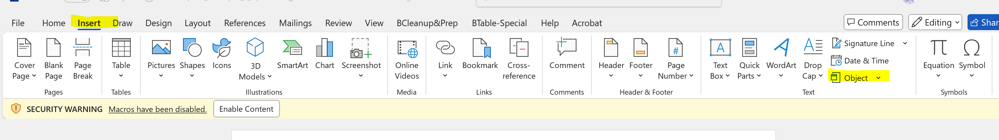 File Home Insert Draw Design Layout References Mailings Review View BCleanup&Prep BTable-Special Help Acrobat Comments Editing
Cover Page
Blank Page
Page Break
Pages
Table
Tables
Pictures
Shapes
Icons
3D Models
SmartArt
Chart
Screenshot
Illustrations
Online Videos
Media
Link
Bookmark
Cross-reference
Links
Comment
Comments
Header
Footer
Page Number
#
Header & Footer
A
Text Box
Quick Parts
A
WordArt
A
Drop Cap
Signature Line
Date & Time
Object
Text
π
Equation
Ω
Symbol
Symbols
SECURITY WARNING Macros have been disabled. Enable Content